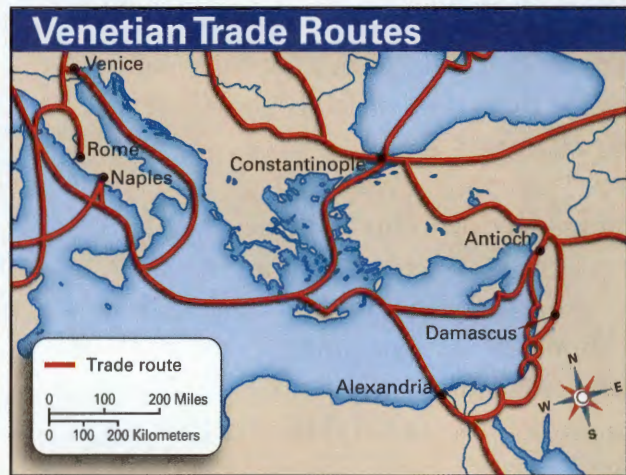 Venetian Trade Routes
Venice
Rome
Naples
Constantinople
Antioch
Damascus
Alexandria
Trade route
0 100 200 Miles
0 100 200 Kilometers
N
E
W
S